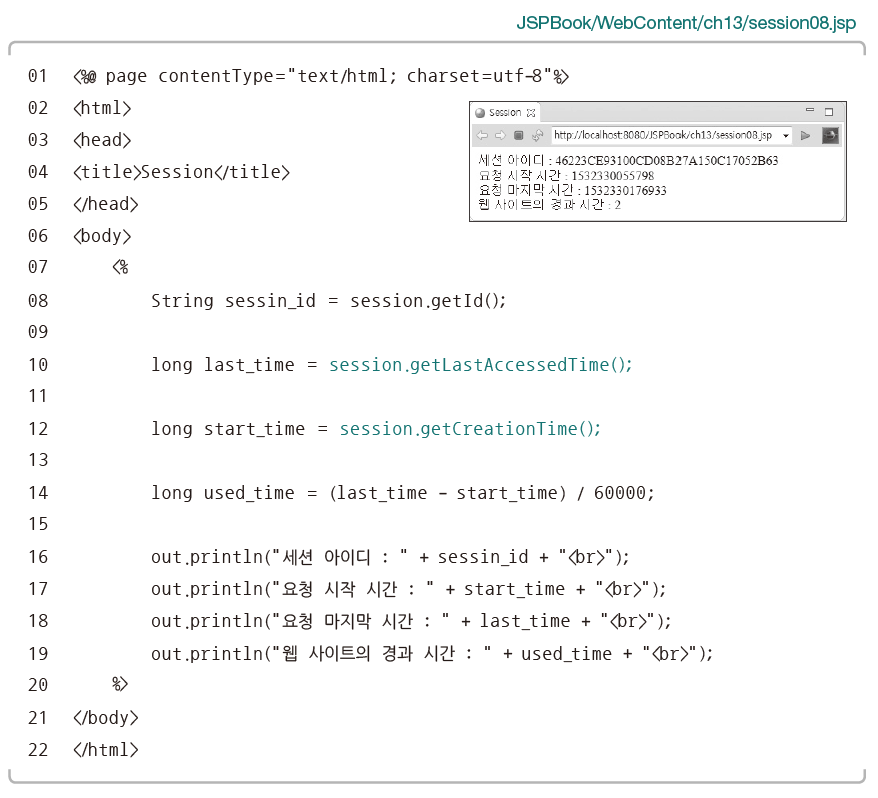 JSPBook/WebContent/ch13/session08.jsp
01 <%@ page contentType="text/html; charset=utf-8"%>
02 <html>
03 <head>
04 <title>Session</title>
05 </head>
06 <body>
07 <%
08 String sessin_id = session.getId();
09
10 long last_time = session.getLastAccessedTime();
11
12 long start_time = session.getCreationTime();
13
14 long used_time = (last_time - start_time) / 60000;
15
16 out.println("세션 아이디 : " + sessin_id + "<br>");
17 out.println("요청 시작 시간 : " + start_time + "<br>");
18 out.println("요청 마지막 시간 : " + last_time + "<br>");
19 out.println("웹 사이트의 경과 시간 : " + used_time + "<br>");
20 %>
21 </body>
22 </html>
Session
http://localhost:8080/JSPBook/ch13/session08.jsp
세션 아이디 : 46223CE93100CD08B27A150C17052B63
요청 시작 시간 : 1532330055798
요청 마지막 시간 : 1532330176933
웹 사이트의 경과 시간 : 2